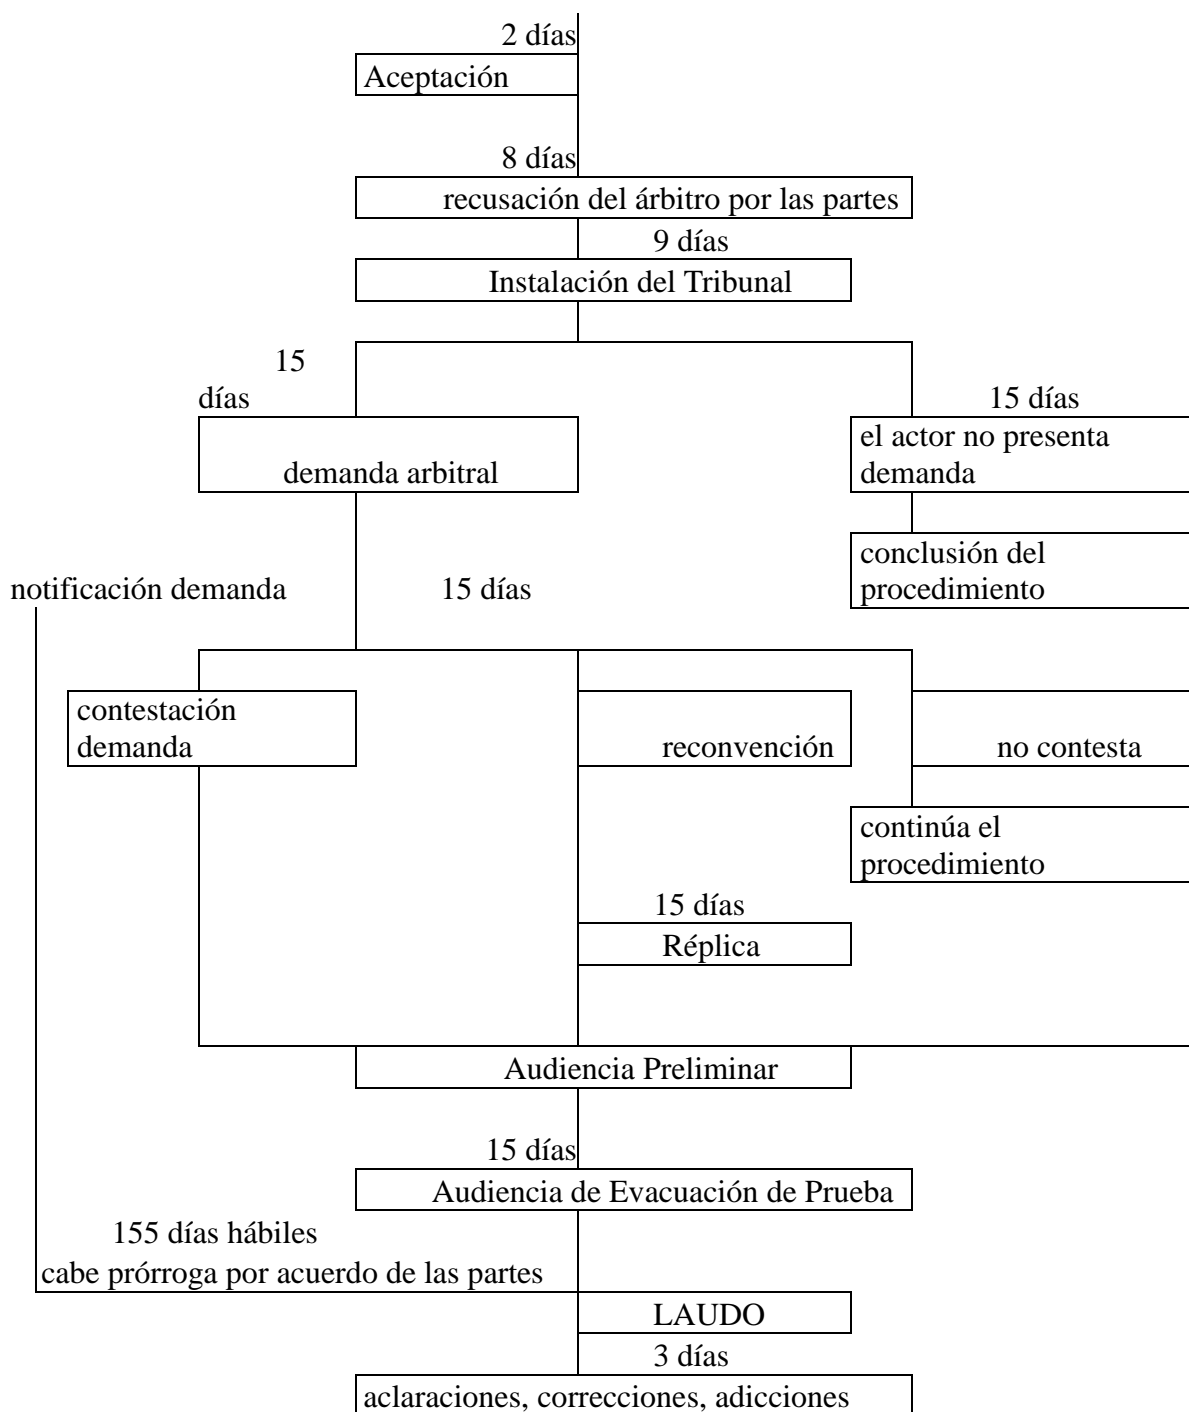 2 días
Aceptación
8 días
recusación del árbitro por las partes
9 días
Instalación del Tribunal
15
días
15 días
demanda arbitral
el actor no presenta
demanda
conclusión del
procedimiento
notificación demanda
15 días
contestación
demanda
reconvención
no contesta
continúa el
procedimiento
15 días
Réplica
Audiencia Preliminar
15 días
Audiencia de Evacuación de Prueba
155 días hábiles
cabe prórroga por acuerdo de las partes
LAUDO
3 días
aclaraciones, correcciones, adicciones